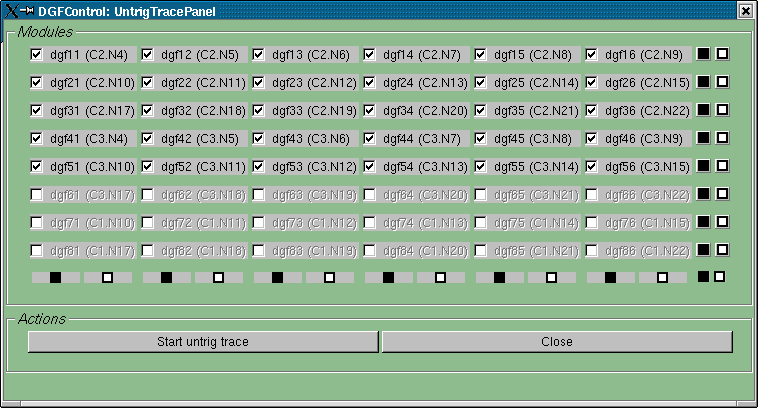 DGFControl: UntrigTracePanel
Modules
dgf11 (C2.N4) dgf12 (C2.N5) dgf13 (C2.N6) dgf14 (C2.N7) dgf15 (C2.N8) dgf16 (C2.N9)
dgf21 (C2.N10) dgf22 (C2.N11) dgf23 (C2.N12) dgf24 (C2.N13) dgf25 (C2.N14) dgf26 (C2.N15)
dgf31 (C2.N17) dgf32 (C2.N18) dgf33 (C2.N19) dgf34 (C2.N20) dgf35 (C2.N21) dgf36 (C2.N22)
dgf41 (C3.N4) dgf42 (C3.N5) dgf43 (C3.N6) dgf44 (C3.N7) dgf45 (C3.N8) dgf46 (C3.N9)
dgf51 (C3.N10) dgf52 (C3.N11) dgf53 (C3.N12) dgf54 (C3.N13) dgf55 (C3.N14) dgf56 (C3.N15)
dgf61 (C3.N17) dgf62 (C3.N18) dgf63 (C3.N19) dgf64 (C3.N20) dgf65 (C3.N21) dgf66 (C3.N22)
dgf71 (C1.N10) dgf72 (C1.N11) dgf73 (C1.N12) dgf74 (C1.N13) dgf75 (C1.N14) dgf76 (C1.N15)
dgf81 (C1.N17) dgf82 (C1.N18) dgf83 (C1.N19) dgf84 (C1.N20) dgf85 (C1.N21) dgf86 (C1.N22)
Actions
Start untrig trace Close